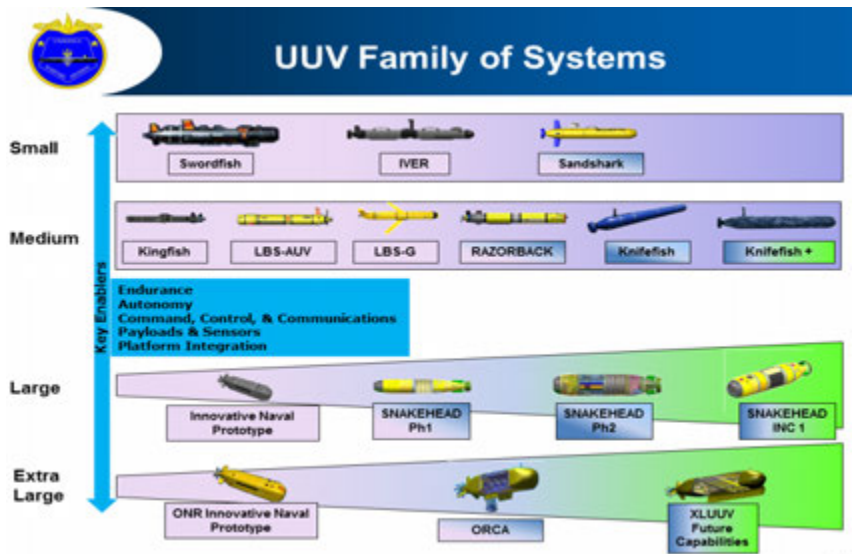 UUV Family of Systems
Small
Swordfish
IVER
Sandshark
Medium
Kingfish
LBS-AUV
LBS-G
RAZORBACK
Knifefish
Knifefish +
Key Enablers
Endurance
Autonomy
Command, Control, & Communications
Payloads & Sensors
Platform Integration
Large
Innovative Naval
Prototype
SNAKEHEAD
Ph1
SNAKEHEAD
Ph2
SNAKEHEAD
INC 1
Extra
Large
ONR Innovative Naval
Prototype
ORCA
XLUUV
Future
Capabilities